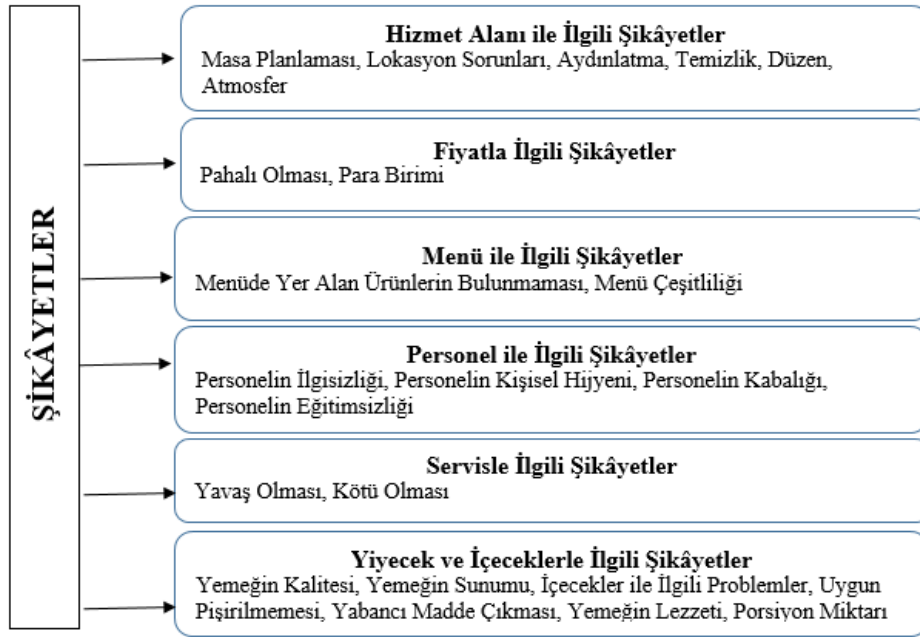 ŞİKÂYETLER
Hizmet Alanı ile İlgili Şikâyetler
Masa Planlaması, Lokasyon Sorunları, Aydınlatma, Temizlik, Düzen,
Atmosfer
Fiyatla İlgili Şikâyetler
Pahalı Olması, Para Birimi
Menü ile İlgili Şikâyetler
Menüde Yer Alan Ürünlerin Bulunmaması, Menü Çeşitliliği
Personel ile İlgili Şikâyetler
Personelin İlgisizliği, Personelin Kişisel Hijyeni, Personelin Kabalığı,
Personelin Eğitimsizliği
Servisle İlgili Şikâyetler
Yavaş Olması, Kötü Olması
Yiyecek ve İçeceklerle İlgili Şikâyetler
Yemeğin Kalitesi, Yemeğin Sunumu, İçecekler ile İlgili Problemler, Uygun
Pişirilmemesi, Yabancı Madde Çıkması, Yemeğin Lezzeti, Porsiyon Miktarı